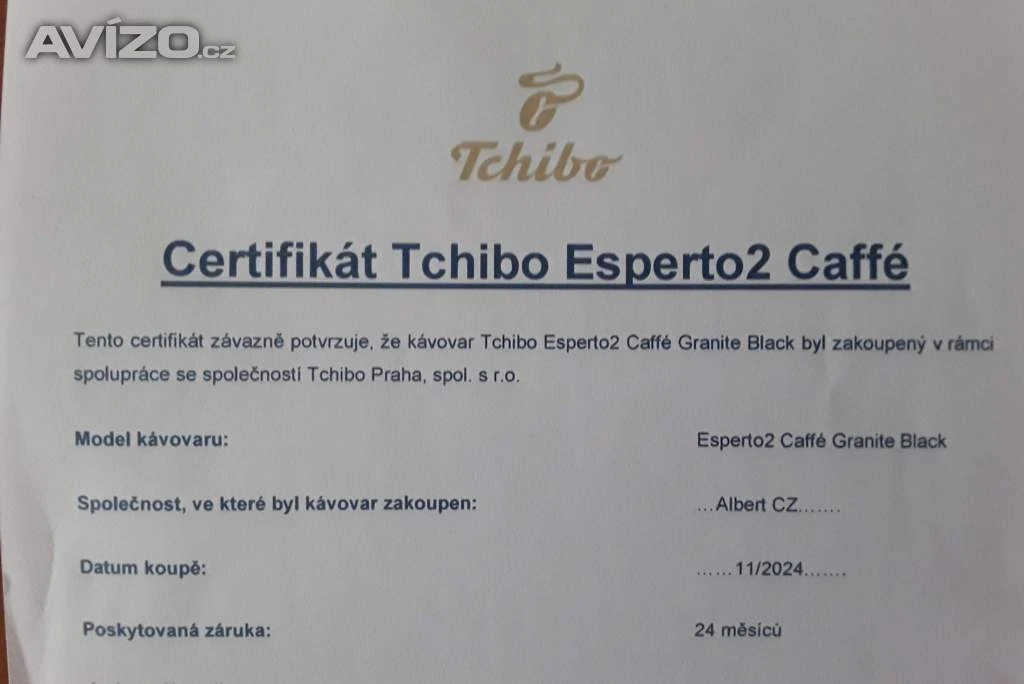 AVÍZO.cz
Tchibo
Certifikát Tchibo Esperto2 Caffé
Tento certifikát závazně potvrzuje, že kávovar Tchibo Esperto2 Caffé Granite Black byl zakoupený v rámci
spolupráce se společností Tchibo Praha, spol. s r.o.
Model kávovaru: Esperto2 Caffé Granite Black
Společnost, ve které byl kávovar zakoupen: …Albert CZ…….
Datum koupě: ……11/2024…….
Poskytovaná záruka: 24 měsíců